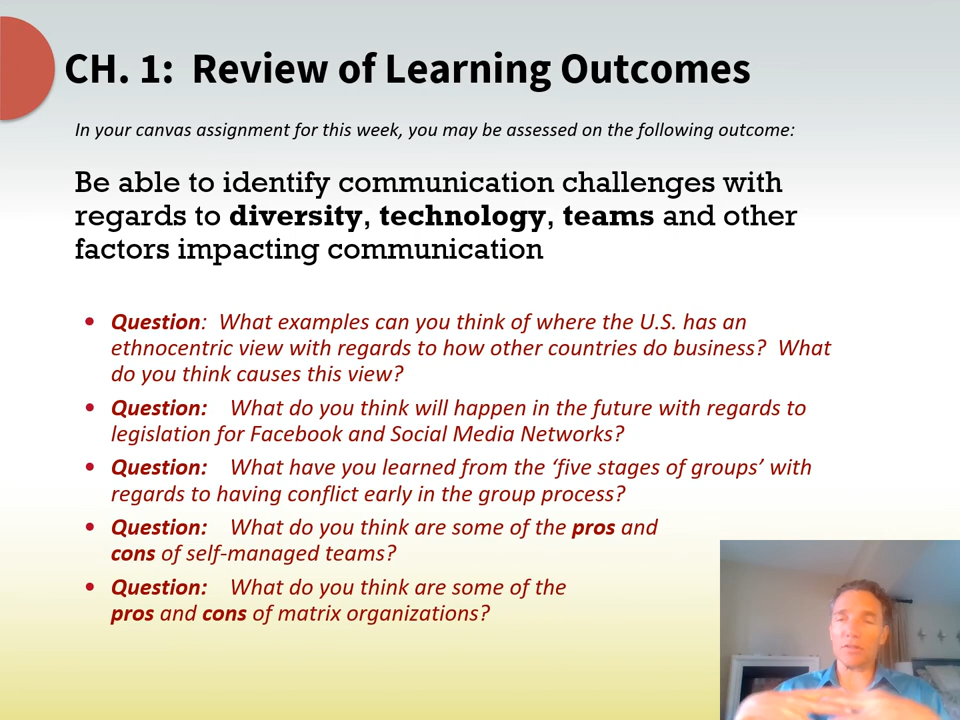 CH. 1: Review of Learning Outcomes
In your canvas assignment for this week, you may be assessed on the following outcome:
Be able to identify communication challenges with
regards to diversity, technology, teams and other
factors impacting communication
• Question: What examples can you think of where the U.S. has an
ethnocentric view with regards to how other countries do business? What
do you think causes this view?
• Question: What do you think will happen in the future with regards to
legislation for Facebook and Social Media Networks?
• Question: What have you learned from the ‘five stages of groups’ with
regards to having conflict early in the group process?
• Question: What do you think are some of the pros and
cons of self-managed teams?
• Question: What do you think are some of the
pros and cons of matrix organizations?